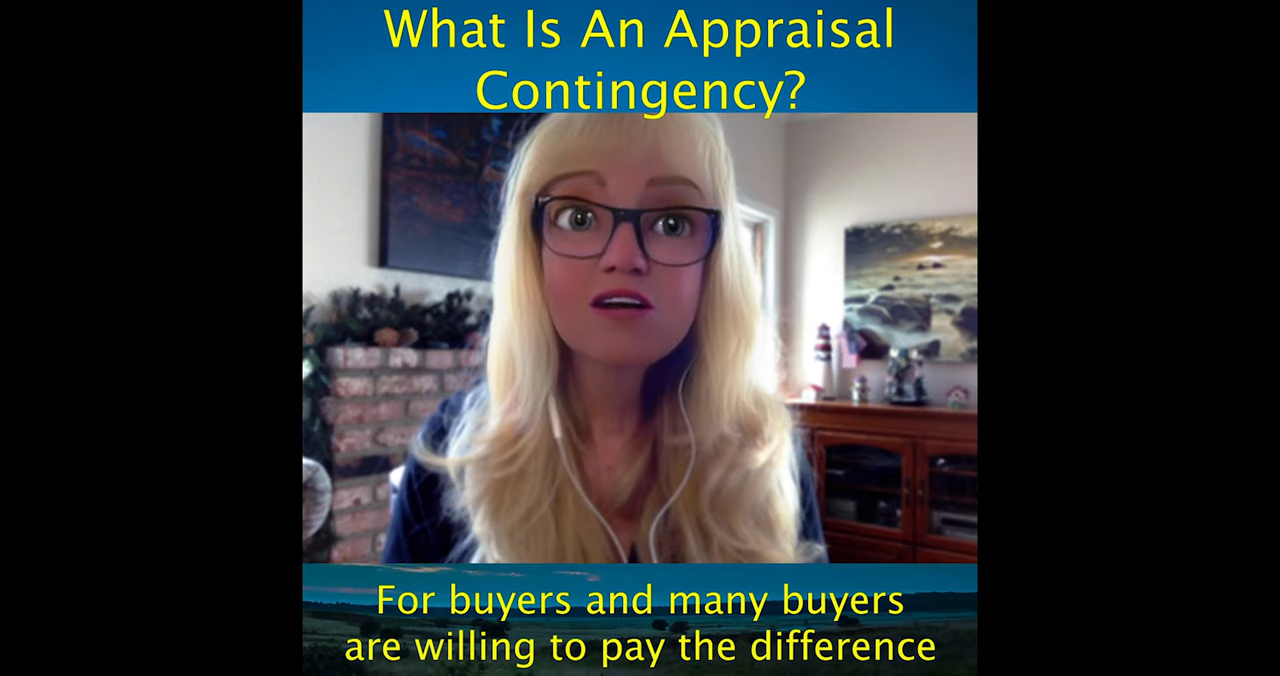 What Is An Appraisal
Contingency?
For buyers and many buyers
are willing to pay the difference